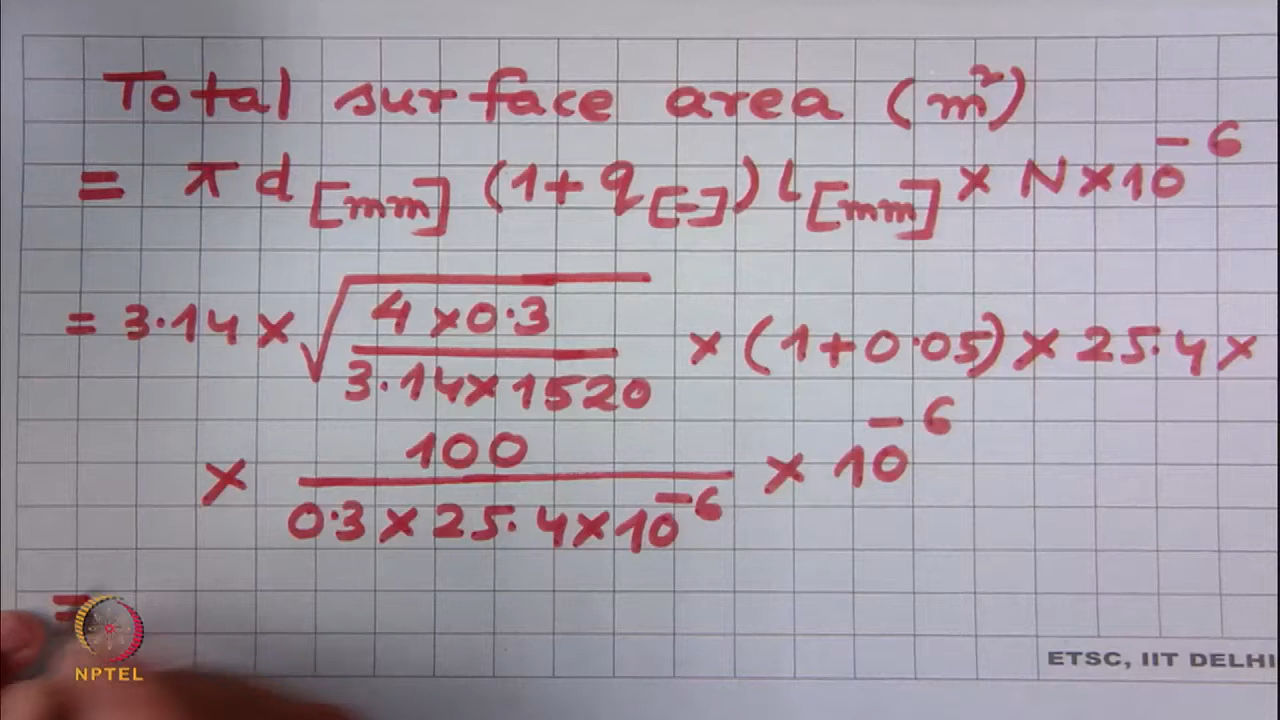 Total surface area (m²)
= π d [mm] (1 + q [-]) l [mm] × N × 10⁻⁶
= 3.14 × √(4 × 0.3 / 3.14 × 1520) × (1 + 0.05) × 25.4 ×
× 100 / 0.3 × 25.4 × 10⁻⁶ × 10⁻⁶
=
NPTEL
ETSC, IIT DELHI